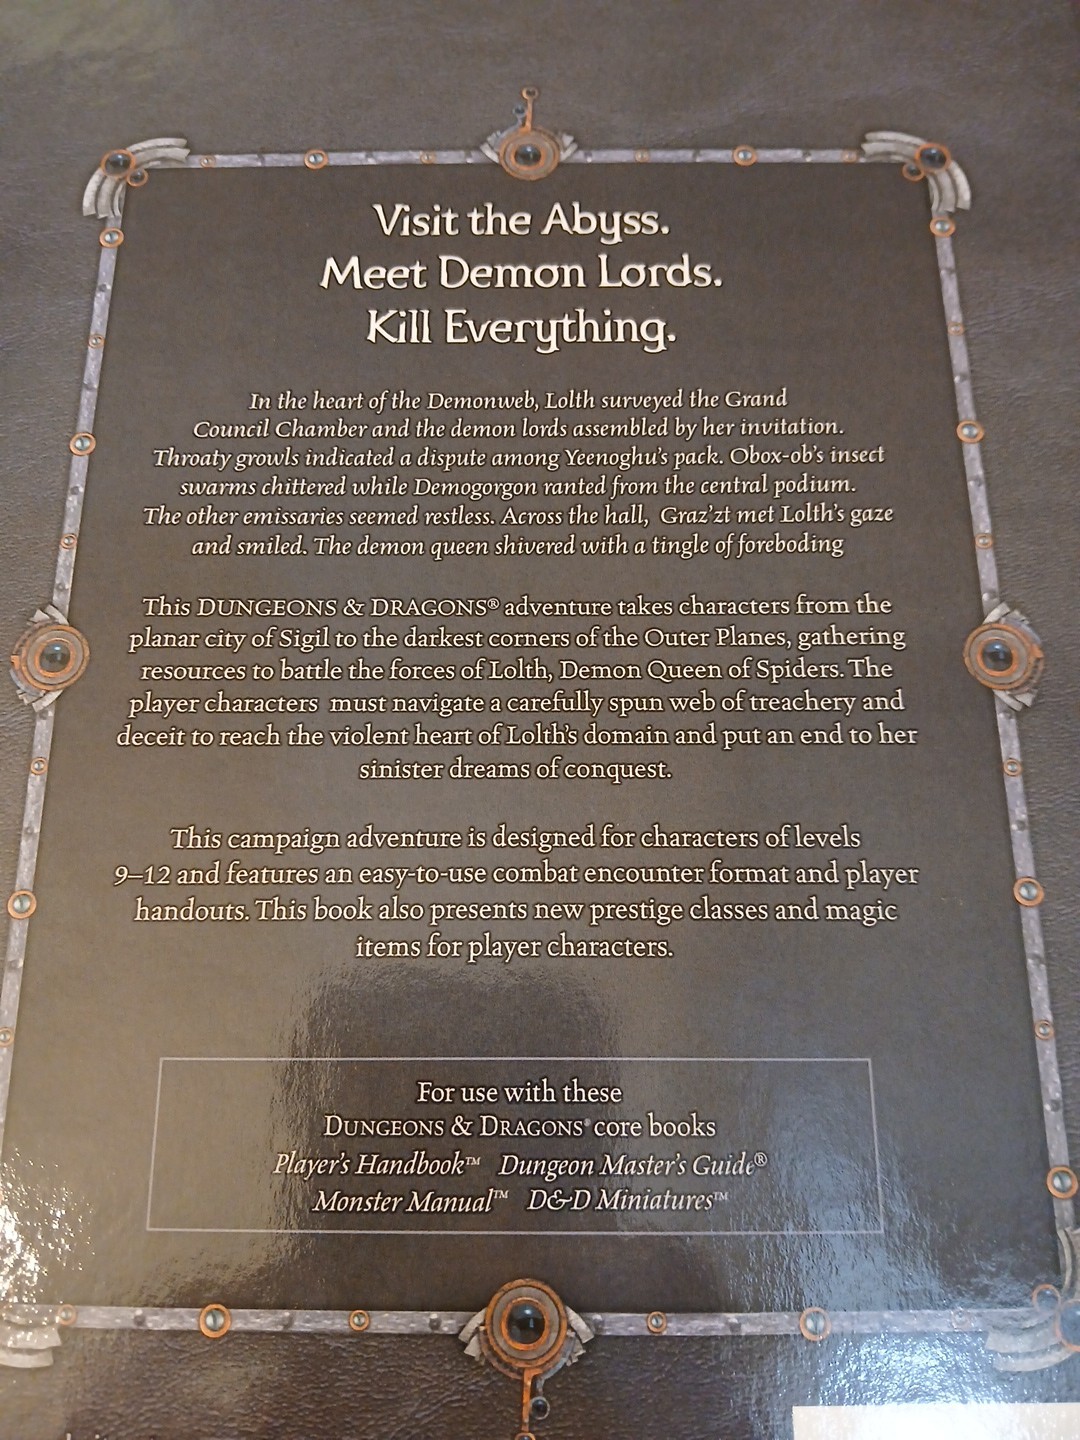 Visit the Abyss.
Meet Demon Lords.
Kill Everything.
In the heart of the Demonweb, Lolth surveyed the Grand
Council Chamber and the demon lords assembled by her invitation.
Throaty growls indicated a dispute among Yeenoghu's pack. Obox-ob's insect
swarms chittered while Demogorgon ranted from the central podium.
The other emissaries seemed restless. Across the hall, Graz'zt met Lolth's gaze
and smiled. The demon queen shivered with a tingle of foreboding
This DUNGEONS & DRAGONS® adventure takes characters from the
planar city of Sigil to the darkest corners of the Outer Planes, gathering
resources to battle the forces of Lolth, Demon Queen of Spiders. The
player characters must navigate a carefully spun web of treachery and
deceit to reach the violent heart of Lolth's domain and put an end to her
sinister dreams of conquest.
This campaign adventure is designed for characters of levels
9–12 and features an easy-to-use combat encounter format and player
handouts. This book also presents new prestige classes and magic
items for player characters.
For use with these
DUNGEONS & DRAGONS® core books
Player's Handbook™ Dungeon Master's Guide®
Monster Manual™ D&D Miniatures™